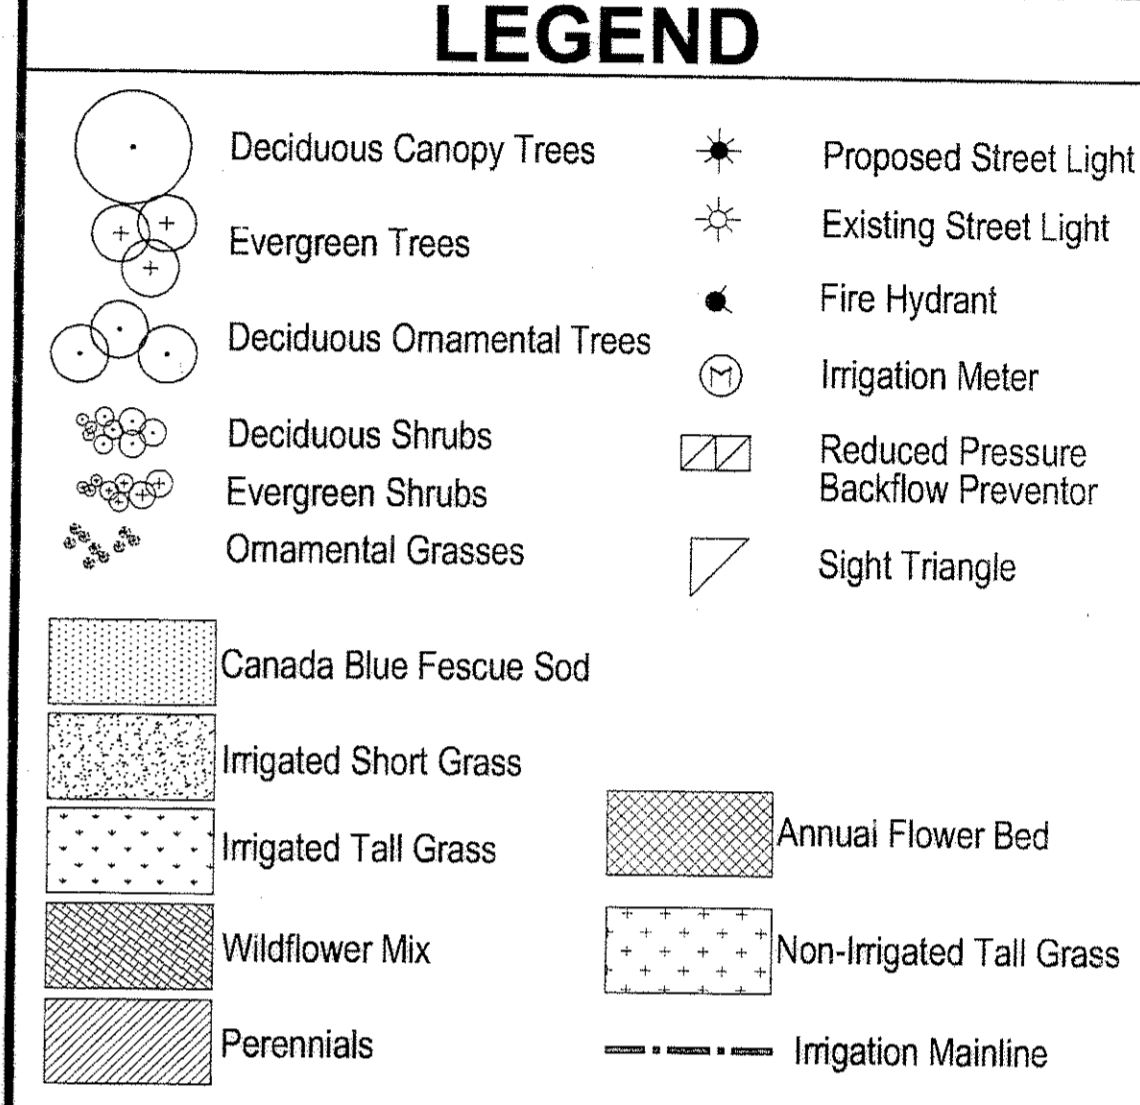 LEGEND
Deciduous Canopy Trees
Evergreen Trees
Deciduous Ornamental Trees
Deciduous Shrubs
Evergreen Shrubs
Ornamental Grasses
Canada Blue Fescue Sod
Irrigated Short Grass
Irrigated Tall Grass
Wildflower Mix
Perennials
Proposed Street Light
Existing Street Light
Fire Hydrant
M
Irrigation Meter
Reduced Pressure
Backflow Preventor
Sight Triangle
Annual Flower Bed
Non-Irrigated Tall Grass
Irrigation Mainline